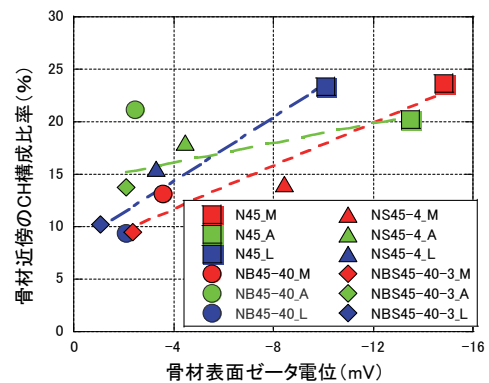 30
25
20
15
10
5
0
骨材近傍のCH構成比率(%)
N45_M
N45_A
N45_L
NB45-40_M
NB45-40_A
NB45-40_L
NS45-4_M
NS45-4_A
NS45-4_L
NBS45-40-3_M
NBS45-40-3_A
NBS45-40-3_L
0 -4 -8 -12 -16
骨材表面ゼータ電位(mV)